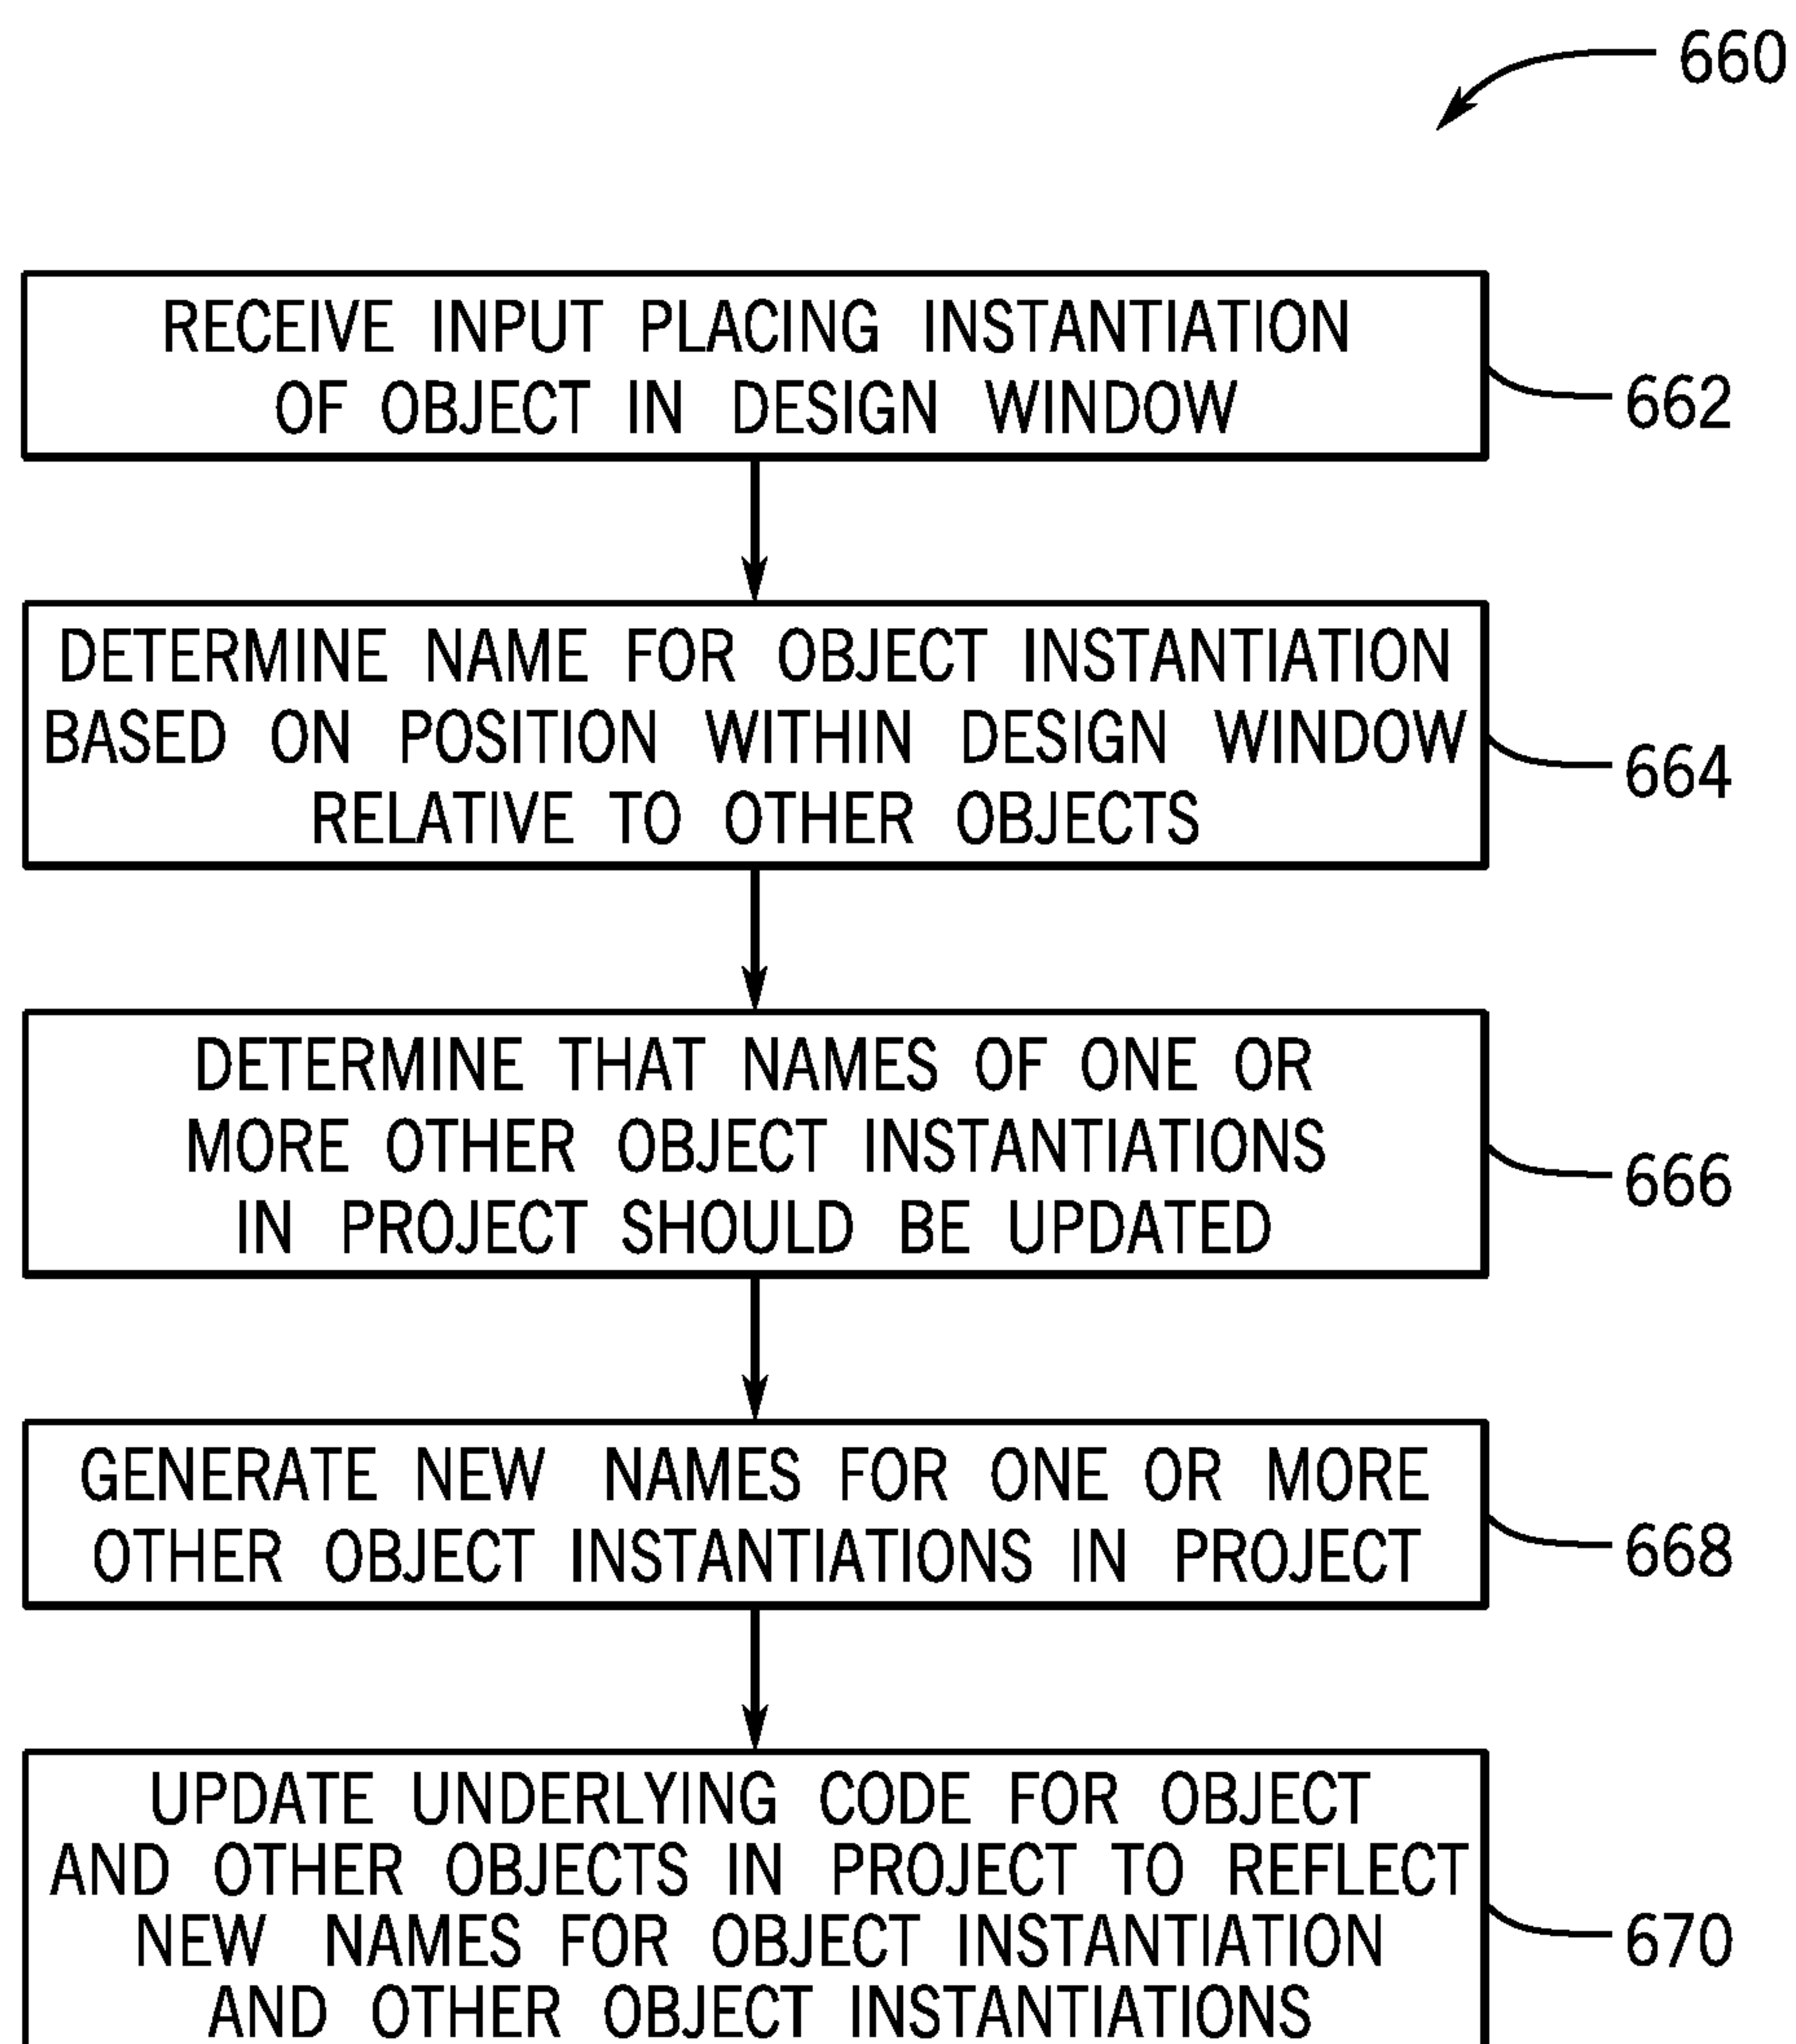 660
RECEIVE INPUT PLACING INSTANTIATION
OF OBJECT IN DESIGN WINDOW
662
DETERMINE NAME FOR OBJECT INSTANTIATION
BASED ON POSITION WITHIN DESIGN WINDOW
RELATIVE TO OTHER OBJECTS
664
DETERMINE THAT NAMES OF ONE OR
MORE OTHER OBJECT INSTANTIATIONS
IN PROJECT SHOULD BE UPDATED
666
GENERATE NEW NAMES FOR ONE OR MORE
OTHER OBJECT INSTANTIATIONS IN PROJECT
668
UPDATE UNDERLYING CODE FOR OBJECT
AND OTHER OBJECTS IN PROJECT TO REFLECT
NEW NAMES FOR OBJECT INSTANTIATION
AND OTHER OBJECT INSTANTIATIONS
670